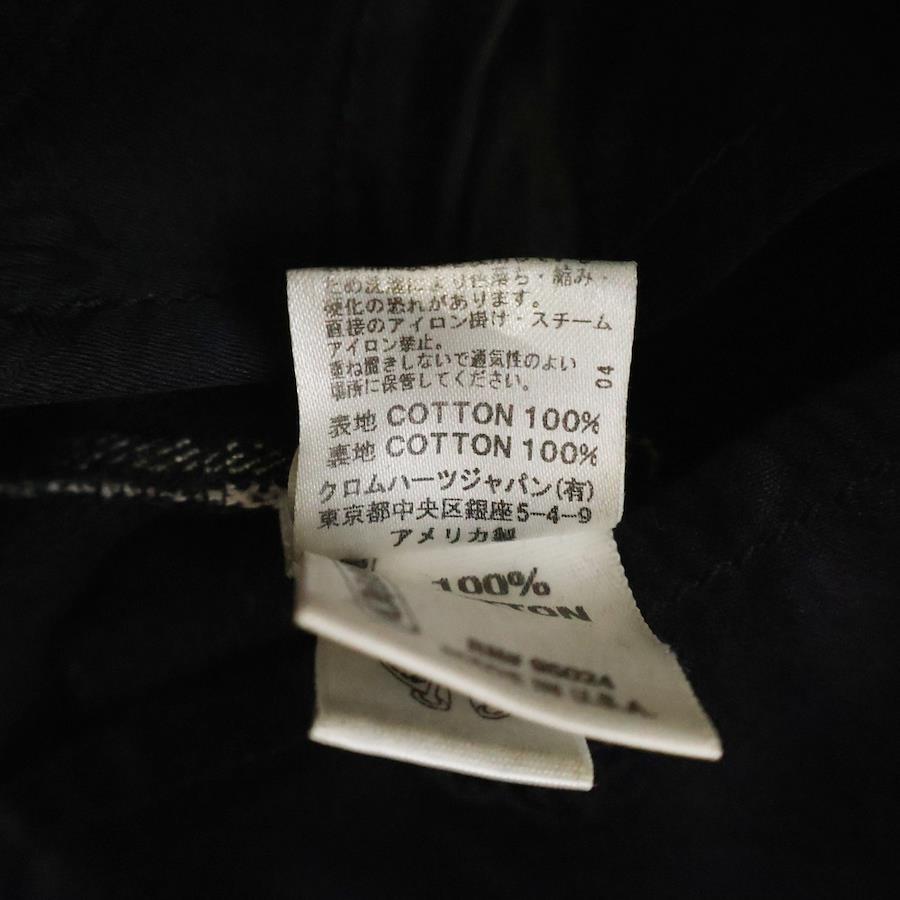 ため洗濯により色落ち・縮み・
硬化の恐れがあります。
直接のアイロン掛け・スチーム
アイロン禁止。
重ね置きしないで通気性のよい
場所に保管してください。
04
表地 COTTON 100%
裏地 COTTON 100%
クロムハーツジャパン(有)
東京都中央区銀座5-4-9
アメリカ製
100%
COTTON
RN# 95024
IN U.S.A.